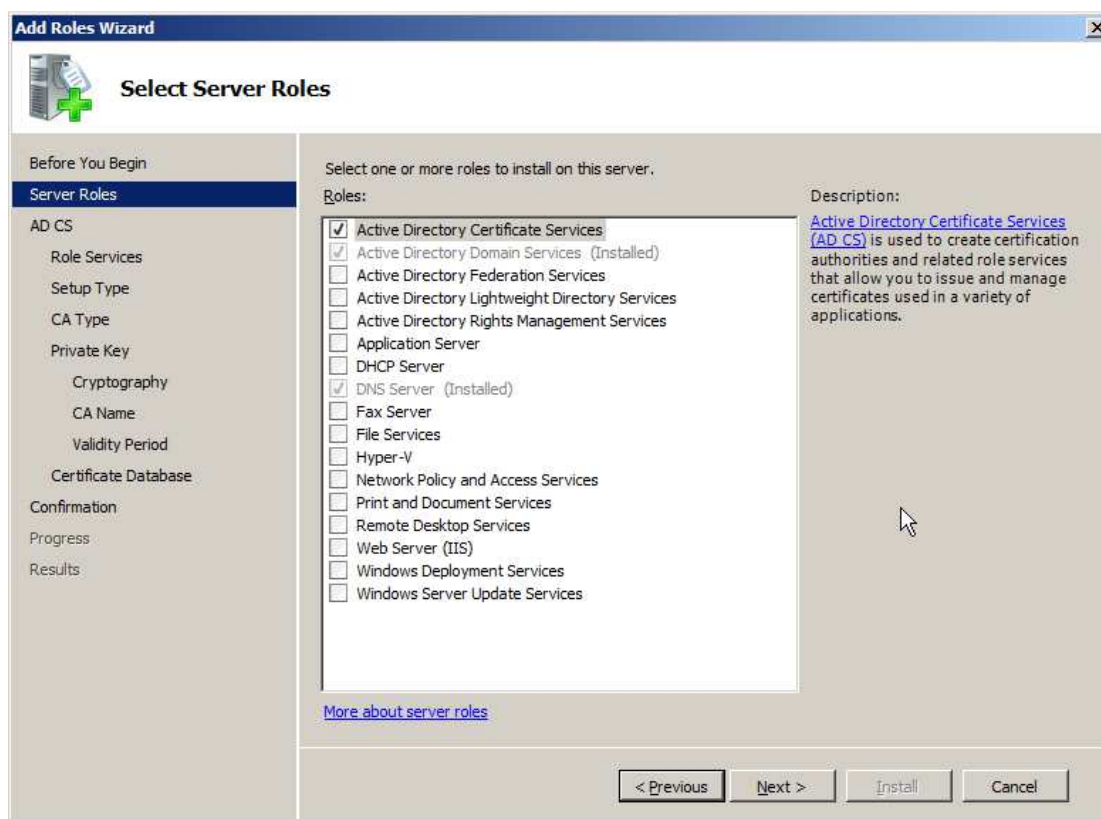 Add Roles Wizard
Select Server Roles
Before You Begin
Server Roles
AD CS
Role Services
Setup Type
CA Type
Private Key
Cryptography
CA Name
Validity Period
Certificate Database
Confirmation
Progress
Results
Select one or more roles to install on this server.
Roles:
Active Directory Certificate Services
Active Directory Domain Services (Installed)
Active Directory Federation Services
Active Directory Lightweight Directory Services
Active Directory Rights Management Services
Application Server
DHCP Server
DNS Server (Installed)
Fax Server
File Services
Hyper-V
Network Policy and Access Services
Print and Document Services
Remote Desktop Services
Web Server (IIS)
Windows Deployment Services
Windows Server Update Services
More about server roles
Description:
Active Directory Certificate Services
(AD CS) is used to create certification
authorities and related role services
that allow you to issue and manage
certificates used in a variety of
applications.
< Previous
Next >
Install
Cancel